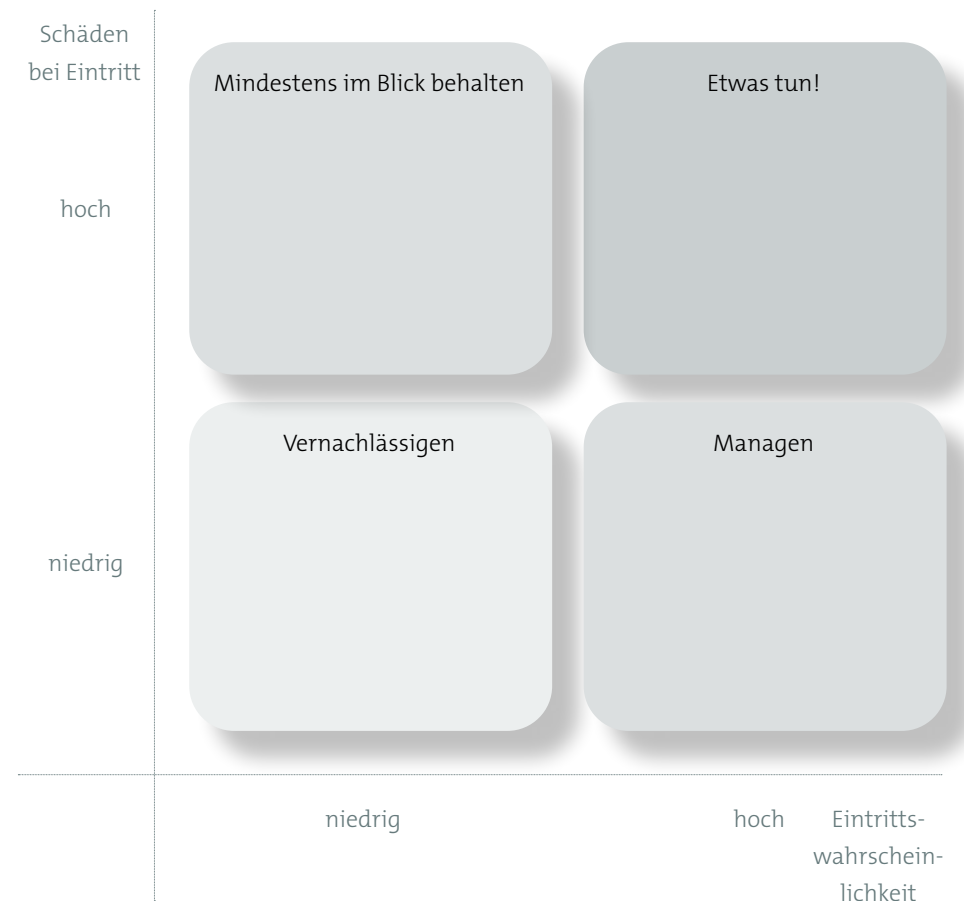 Schäden
bei Eintritt
Mindestens im Blick behalten
Etwas tun!
hoch
Vernachlässigen
Managen
niedrig
niedrig
hoch
Eintritts-
wahrschein-
lichkeit